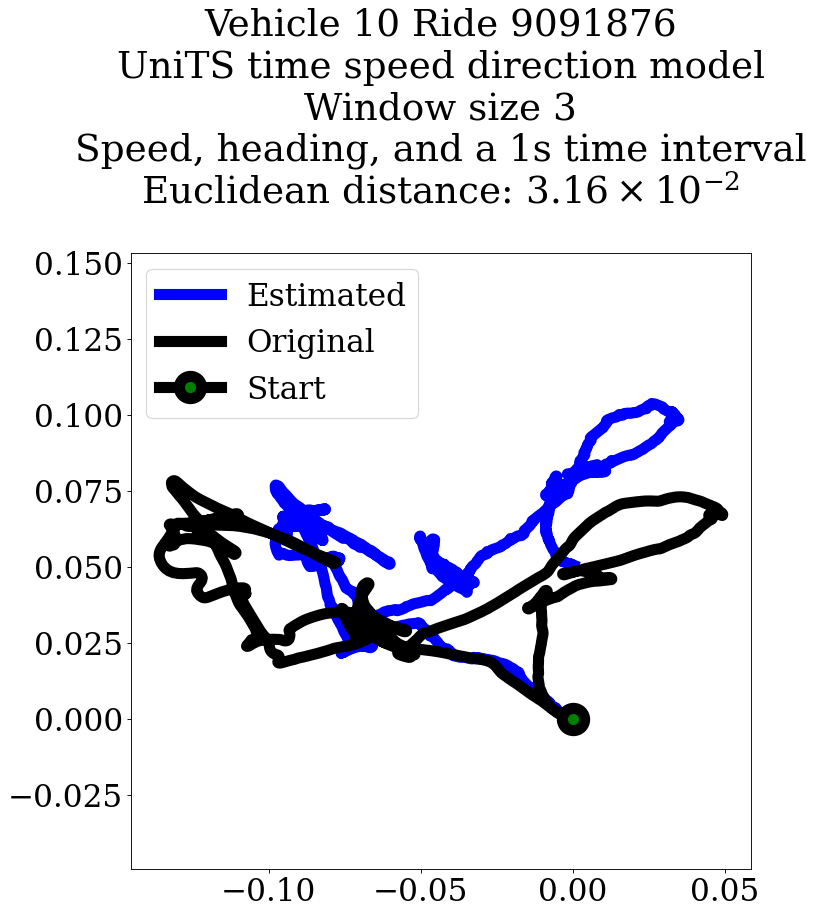 Vehicle 10 Ride 9091876
UniTS time speed direction model
Window size 3
Speed, heading, and a 1s time interval
Euclidean distance: 3.16 × 10⁻²
0.150
0.125
0.100
0.075
0.050
0.025
0.000
−0.025
Estimated
Original
Start
−0.10
−0.05
0.00
0.05